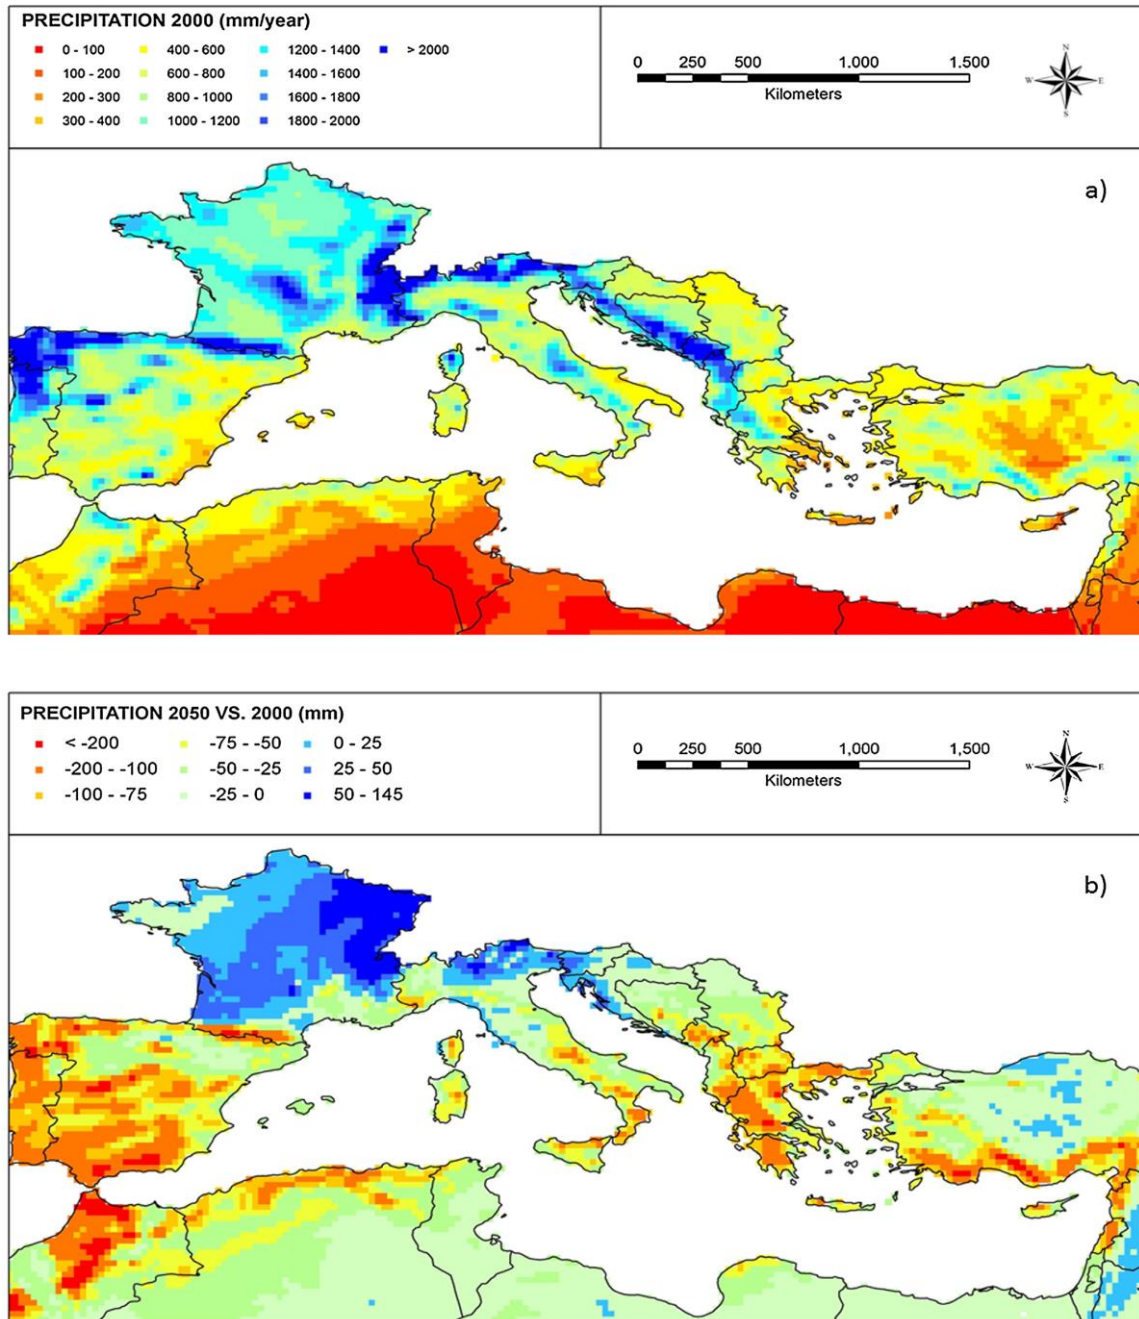 PRECIPITATION 2000 (mm/year)
0 - 100 400 - 600 1200 - 1400 > 2000
100 - 200 600 - 800 1400 - 1600
200 - 300 800 - 1000 1600 - 1800
300 - 400 1000 - 1200 1800 - 2000
0 250 500 1.000 1.500
Kilometers
N
W E
S
a)
PRECIPITATION 2050 VS. 2000 (mm)
< -200 -75 - -50 0 - 25
-200 - -100 -50 - -25 25 - 50
-100 - -75 -25 - 0 50 - 145
0 250 500 1,000 1,500
Kilometers
N
W E
S
b)